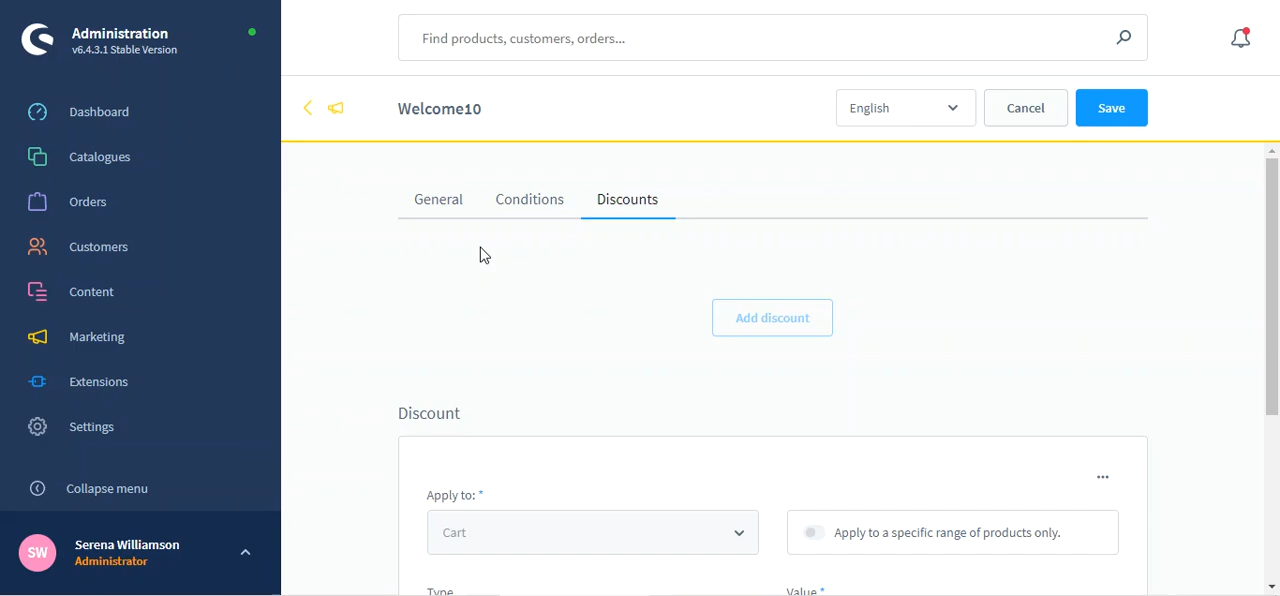 Administration
v6.4.3.1 Stable Version
Dashboard
Catalogues
Orders
Customers
Content
Marketing
Extensions
Settings
Collapse menu
SW
Serena Williamson
Administrator
Find products, customers, orders...
Welcome10
English
Cancel
Save
General
Conditions
Discounts
Add discount
Discount
...
Apply to: *
Cart
Apply to a specific range of products only.
Type
Value *